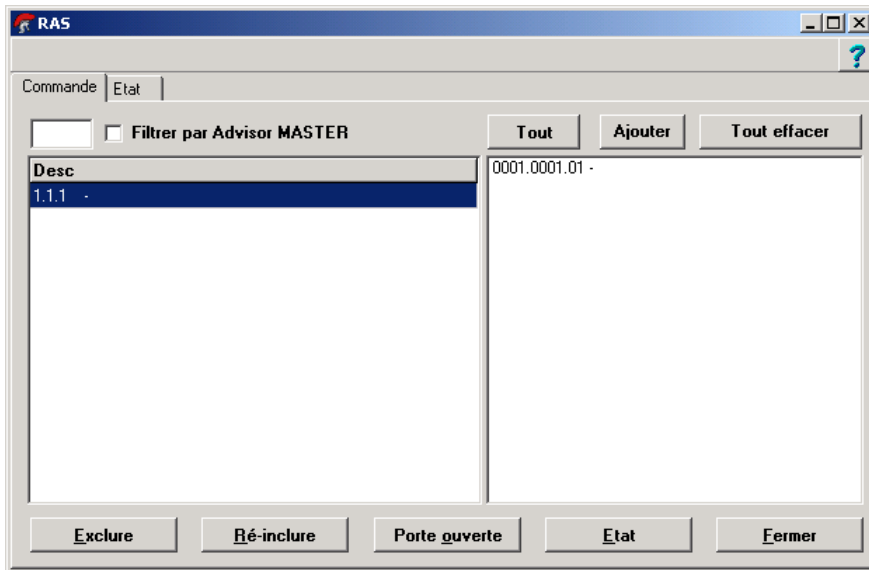 RAS
?
Commande Etat
Filtrer par Advisor MASTER Tout Ajouter Tout effacer
Desc 0001.0001.01 -
1.1.1 -
Exclure Ré-inclure Porte ouverte Etat Fermer